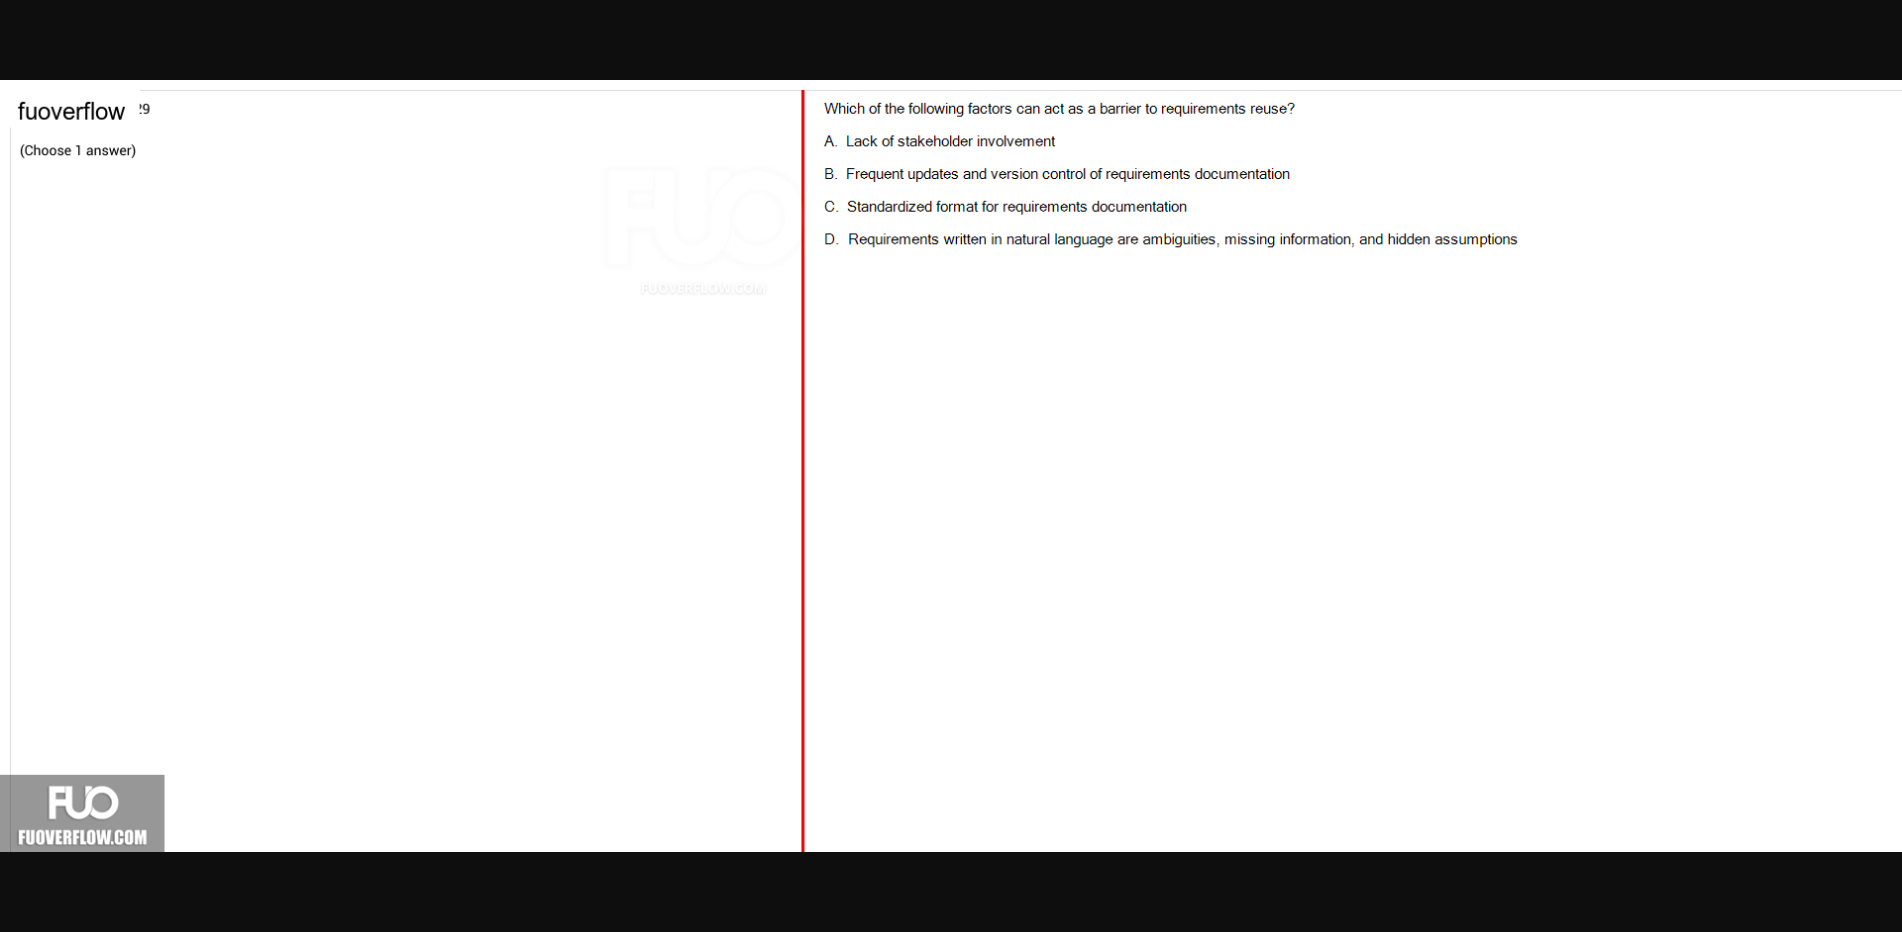 fuoverflow
(Choose 1 answer)
Which of the following factors can act as a barrier to requirements reuse?
A. Lack of stakeholder involvement
B. Frequent updates and version control of requirements documentation
C. Standardized format for requirements documentation
D. Requirements written in natural language are ambiguities, missing information, and hidden assumptions
FUO
FUOVERFLOW.COM
FUO
FUOVERFLOW.COM